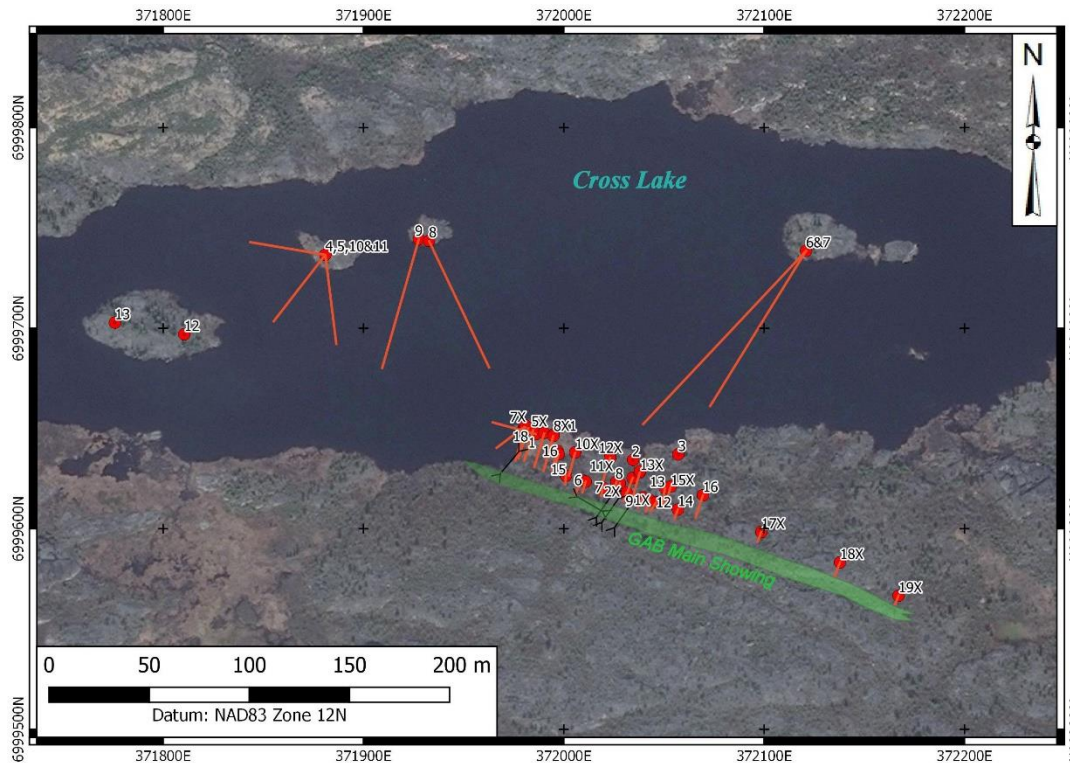 371800E 371900E 372000E 372100E 372200E
N
6999800N
Cross Lake
9 8
4,5,10&11
6&7
6999700N
13
12
7X 5X 8X1
18 1
16 10X 12X 2 3
15 11X 8 13X
6 7 2X 13 15X 16
9 1X 12 14
6999600N
17X
GAB Main Showing
18X
19X
0 50 100 150 200 m
Datum: NAD83 Zone 12N
6999500N
371800E 371900E 372000E 372100E 372200E